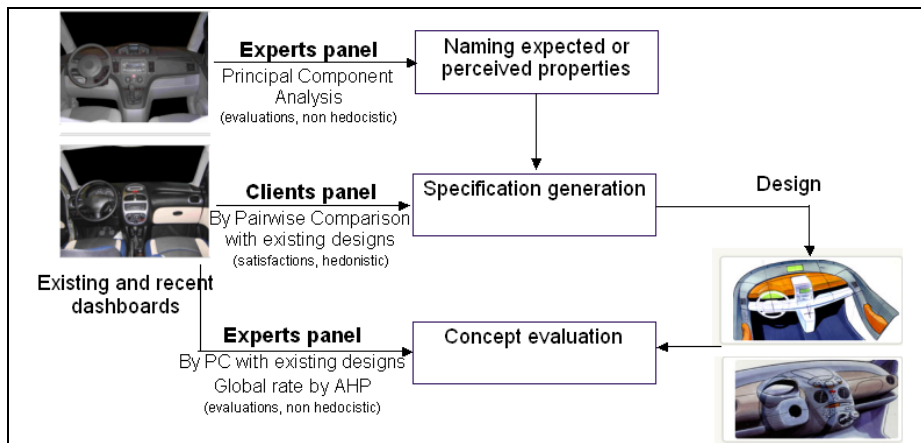 Experts panel
Principal Component
Analysis
(evaluations, non hedocistic)
Naming expected or
perceived properties
Clients panel
By Pairwise Comparison
with existing designs
(satisfactions, hedonistic)
Specification generation
Design
Existing and recent
dashboards
Experts panel
By PC with existing designs
Global rate by AHP
(evaluations, non hedocistic)
Concept evaluation